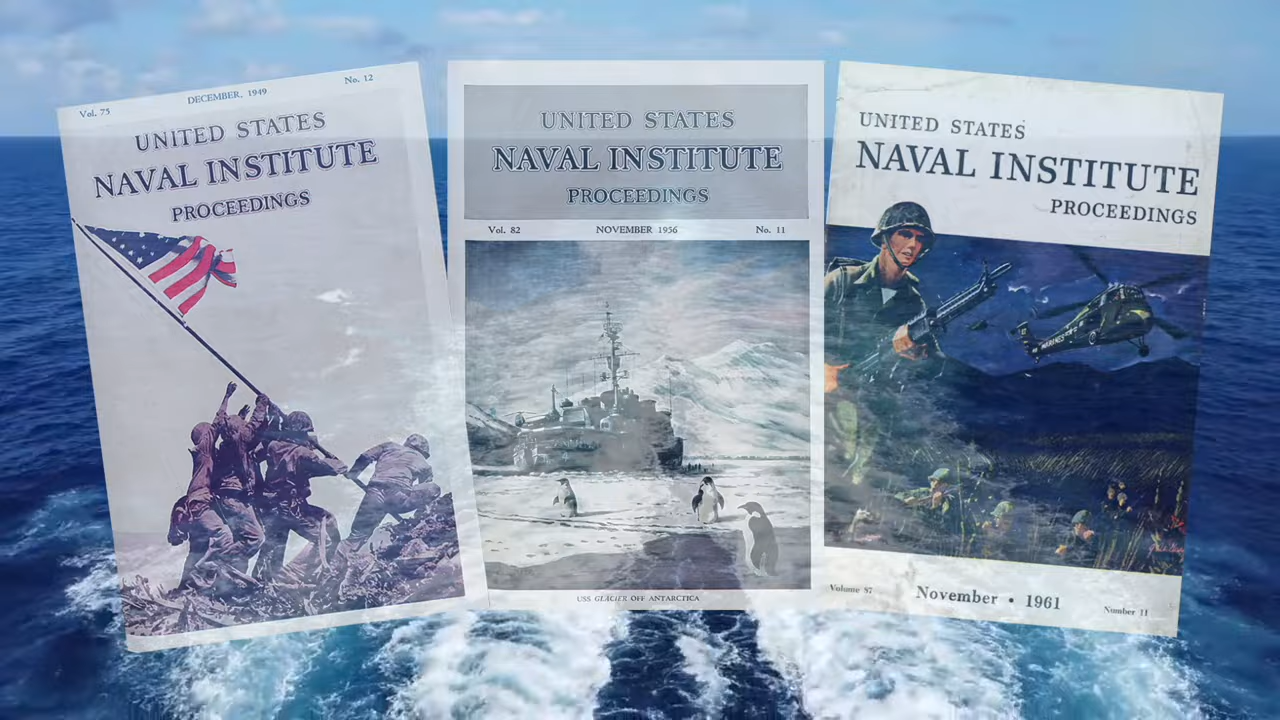 Vol. 75 DECEMBER, 1949 No. 12
UNITED STATES
NAVAL INSTITUTE
PROCEEDINGS
UNITED STATES
NAVAL INSTITUTE
PROCEEDINGS
Vol. 82 NOVEMBER 1956 No. 11
USS GLACIER OFF ANTARCTICA
UNITED STATES
NAVAL INSTITUTE
PROCEEDINGS
MARINES
Volume 87 November • 1961 Number 11